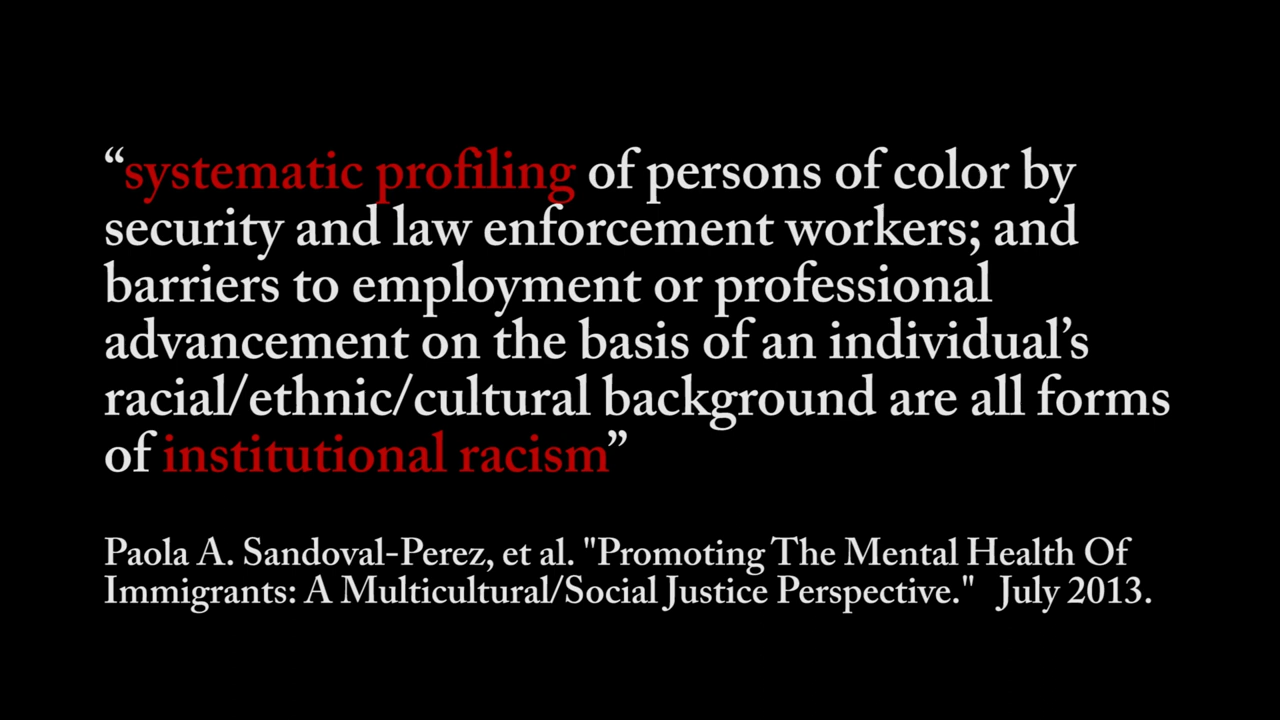 “systematic profiling of persons of color by
security and law enforcement workers; and
barriers to employment or professional
advancement on the basis of an individual’s
racial/ethnic/cultural background are all forms
of institutional racism”
Paola A. Sandoval-Perez, et al. "Promoting The Mental Health Of
Immigrants: A Multicultural/Social Justice Perspective."   July 2013.